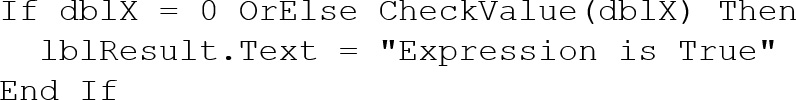 If dblX = 0 OrElse CheckValue(dblX) Then
  lblResult.Text = "Expression is True"
End If